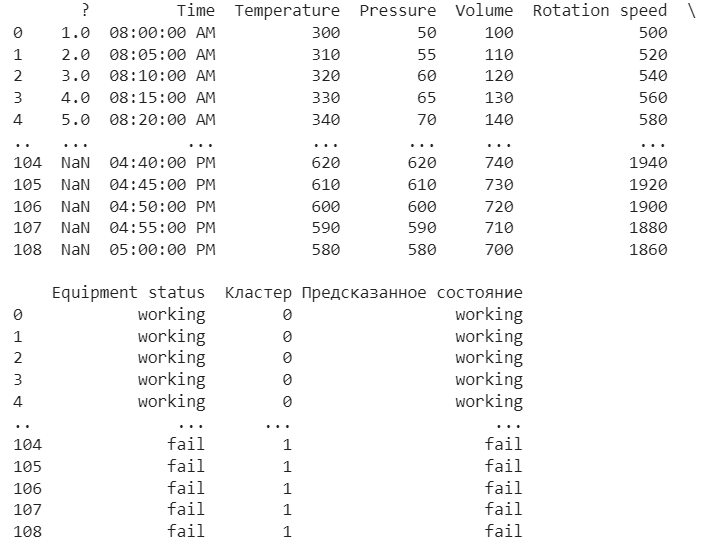 ? Time Temperature Pressure Volume Rotation speed \
0 1.0 08:00:00 AM 300 50 100 500
1 2.0 08:05:00 AM 310 55 110 520
2 3.0 08:10:00 AM 320 60 120 540
3 4.0 08:15:00 AM 330 65 130 560
4 5.0 08:20:00 AM 340 70 140 580
.. ... ... ... ... ... ...
104 NaN 04:40:00 PM 620 620 740 1940
105 NaN 04:45:00 PM 610 610 730 1920
106 NaN 04:50:00 PM 600 600 720 1900
107 NaN 04:55:00 PM 590 590 710 1880
108 NaN 05:00:00 PM 580 580 700 1860
Equipment status Кластер Предсказанное состояние
0 working 0 working
1 working 0 working
2 working 0 working
3 working 0 working
4 working 0 working
.. ... ... ...
104 fail 1 fail
105 fail 1 fail
106 fail 1 fail
107 fail 1 fail
108 fail 1 fail